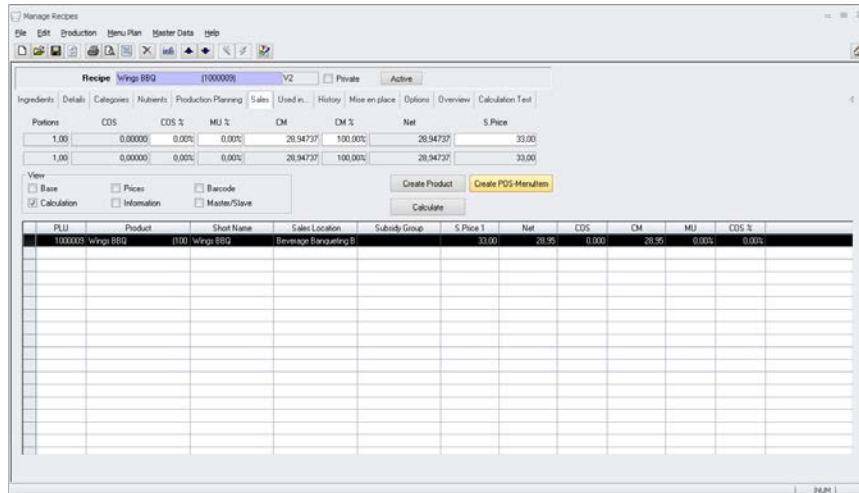 Manage Recipes
File Edit Production Menu Plan Master Data Help
Recipe Wings BBQ (1000009) V2 Private Active
Ingredients Details Categories Nutrients Production Planning Sales Used in... History Mise en place Options Overview Calculation Test
Portions COS COS % MU % CM CM % Net S.Price
1,00 0,00000 0,00% 0,00% 28,94737 100,00% 28,94737 33,00
1,00 0,00000 0,00% 0,00% 28,94737 100,00% 28,94737 33,00
View
Base Prices Barcode Create Product Create POS-MenuItem
Calculation Information Master/Slave Calculate
PLU Product Short Name Sales Location Subsidy Group S.Price 1 Net COS CM MU COS %
1000009 Wings BBQ (100 Wings BBQ Beverage Banqueting B 33,00 28,95 0,000 28,95 0,00% 0,00%
NUM